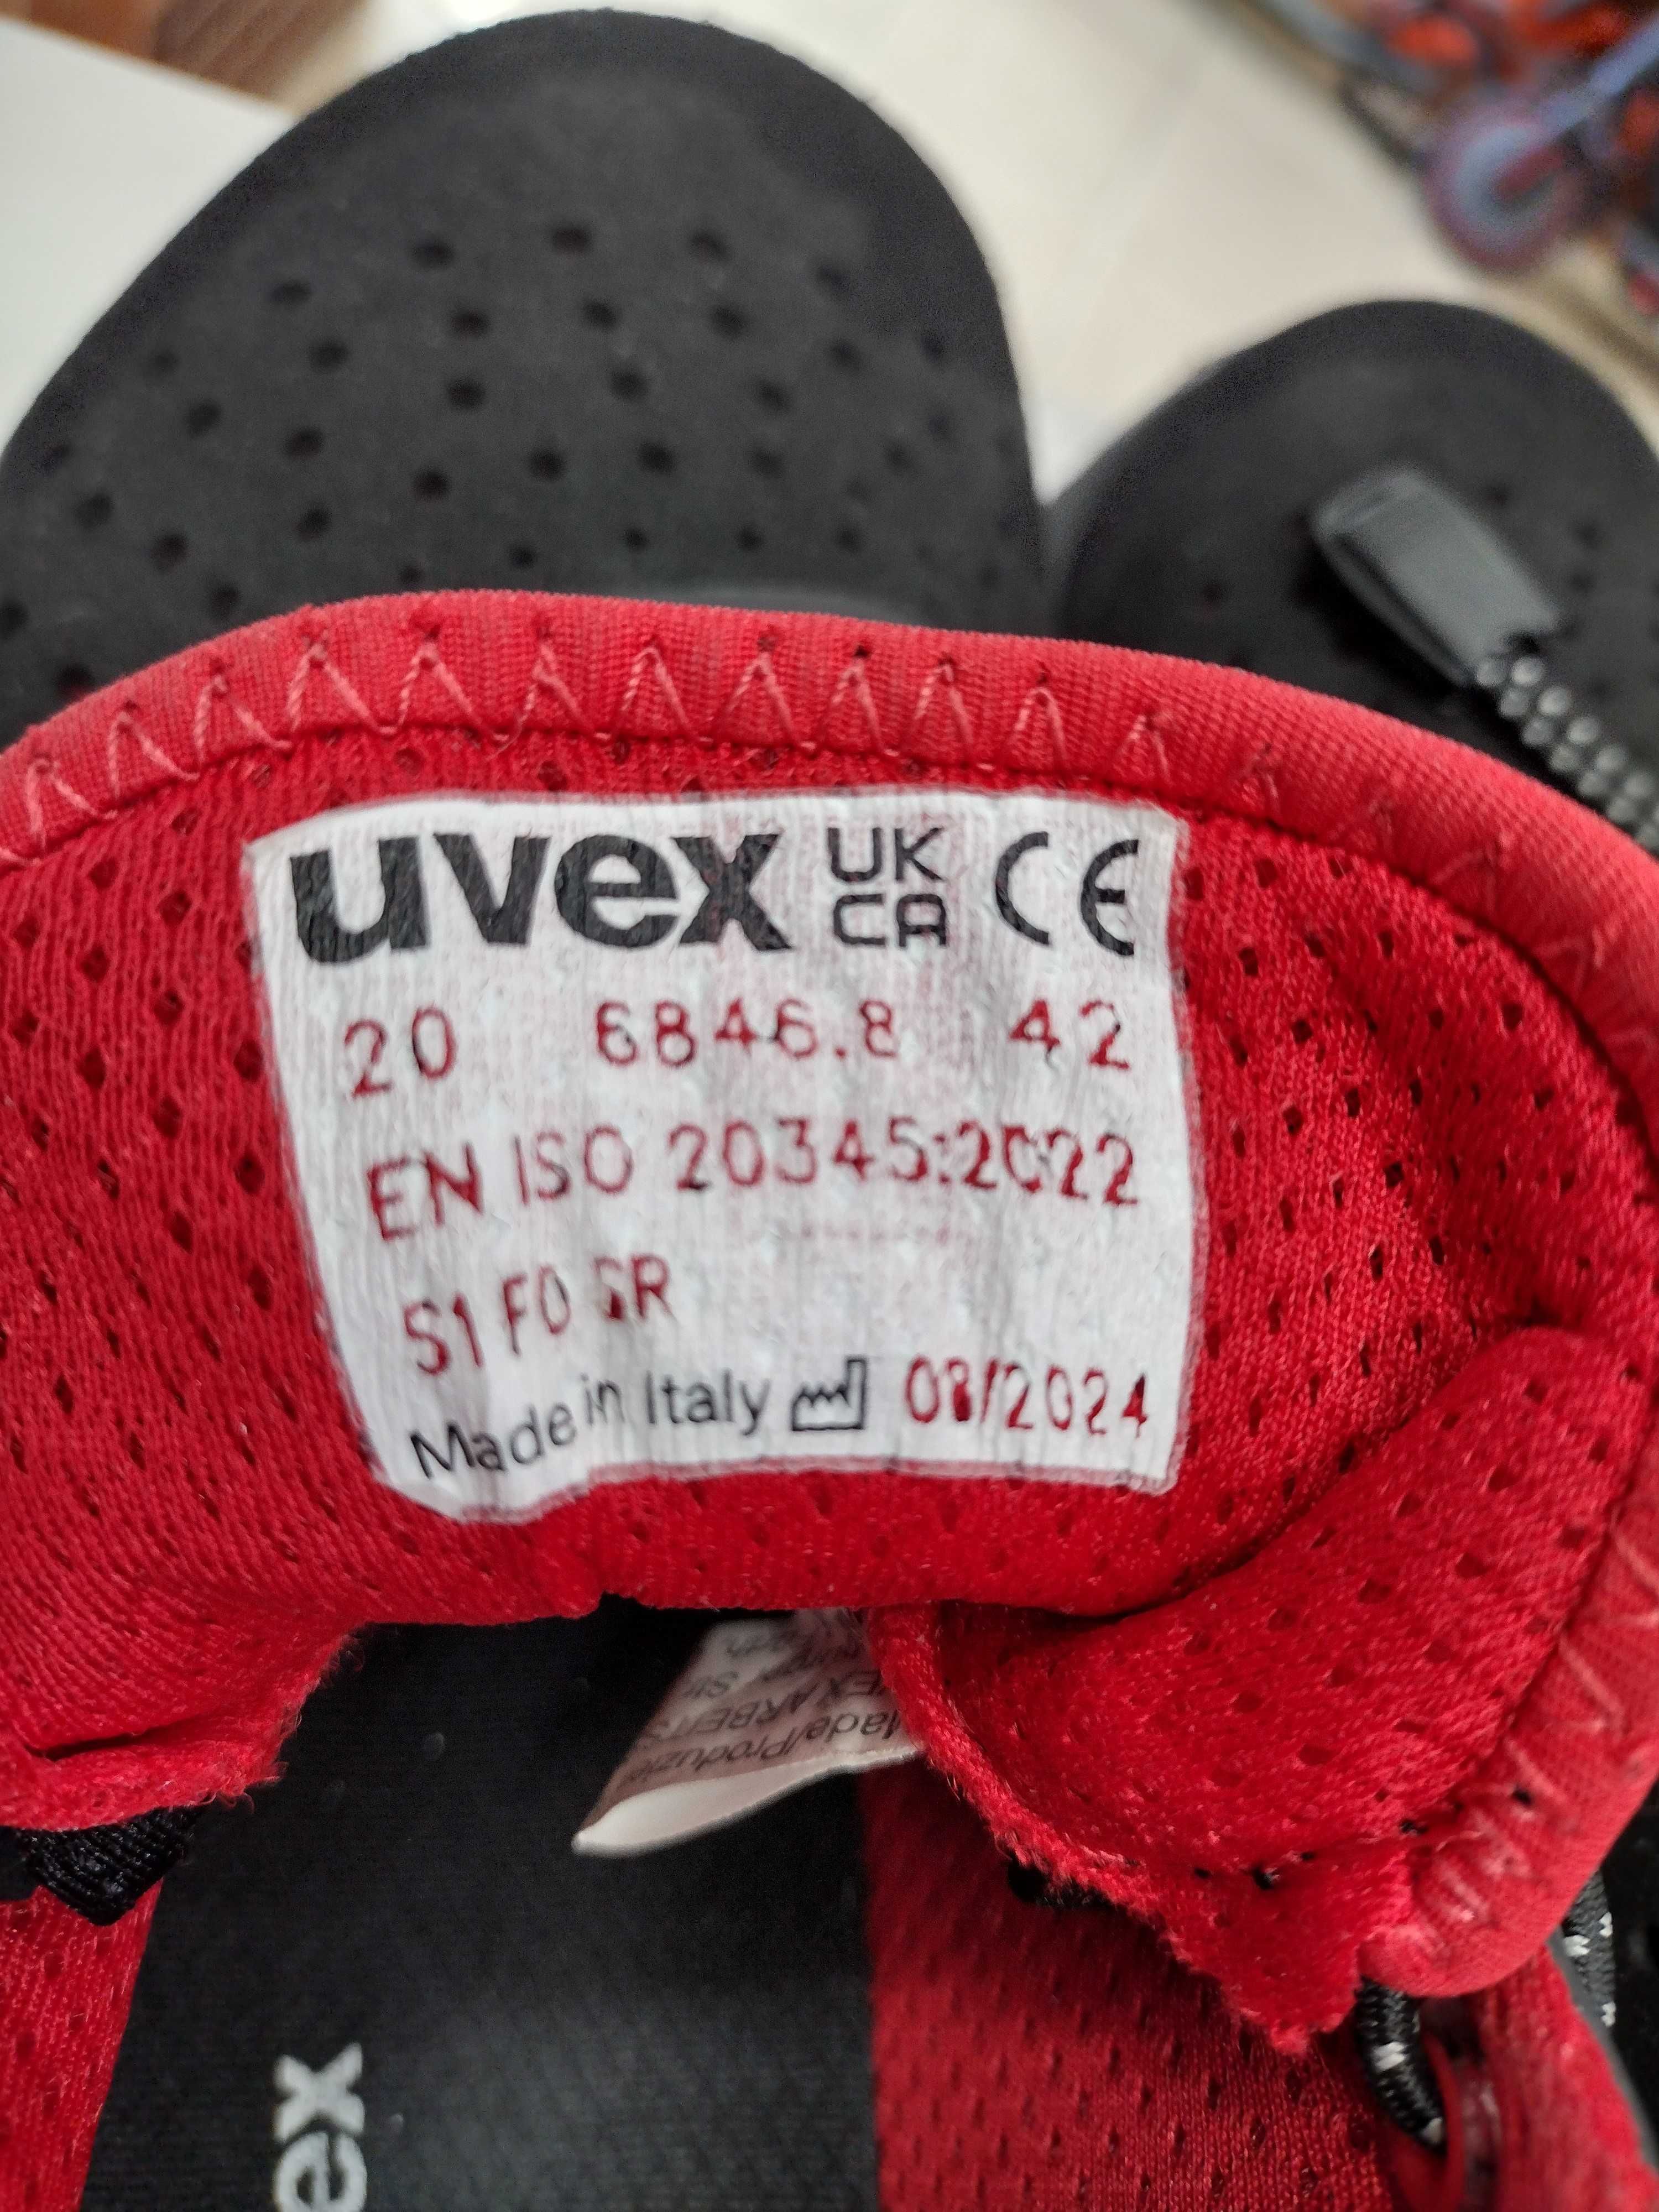 uvex UK CA CE
20 6846.8 42
EN ISO 20345:2022
S1 FO SR
Made in Italy 08/2024
ex